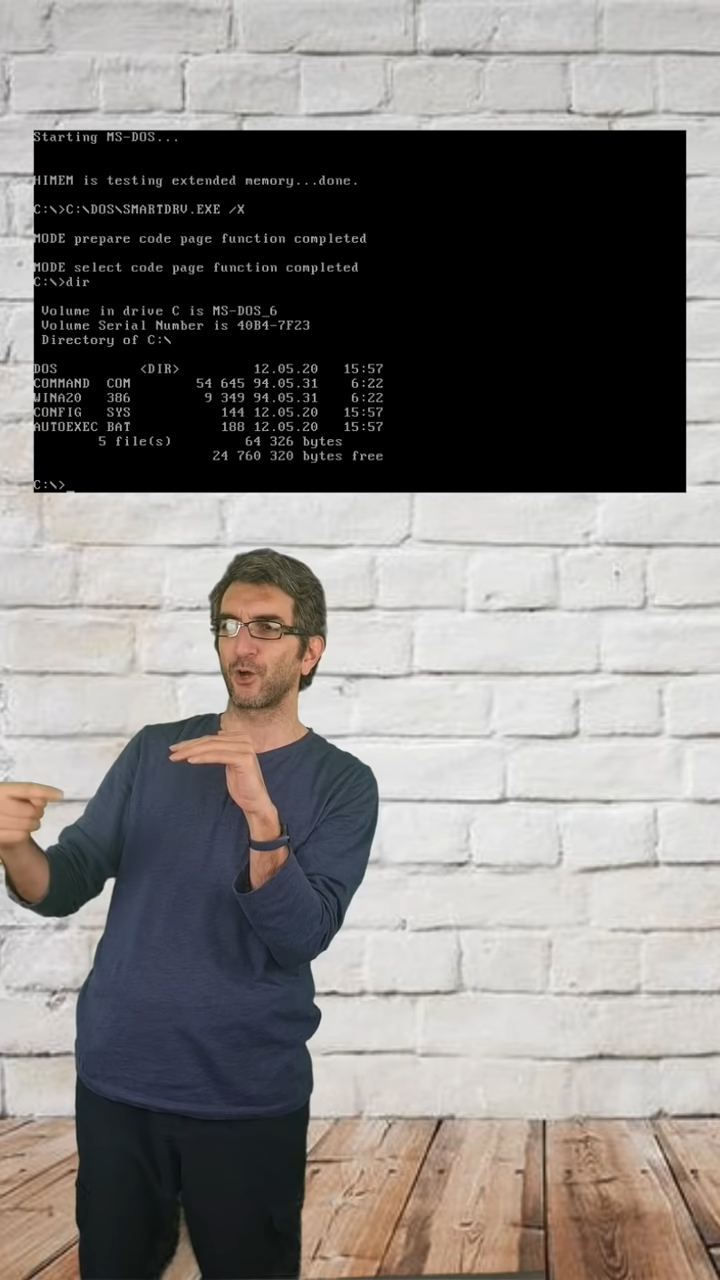 Starting MS-DOS...
HIMEM is testing extended memory...done.
C:\>C:\DOS\SMARTDRV.EXE /X
MODE prepare code page function completed
MODE select code page function completed
C:\>dir
Volume in drive C is MS-DOS_6
Volume Serial Number is 40B4-7F23
Directory of C:\
DOS <DIR> 12.05.20 15:57
COMMAND COM 54 645 94.05.31 6:22
WINA20 386 9 349 94.05.31 6:22
CONFIG SYS 144 12.05.20 15:57
AUTOEXEC BAT 188 12.05.20 15:57
5 file(s) 64 326 bytes
24 760 320 bytes free
C:\>_